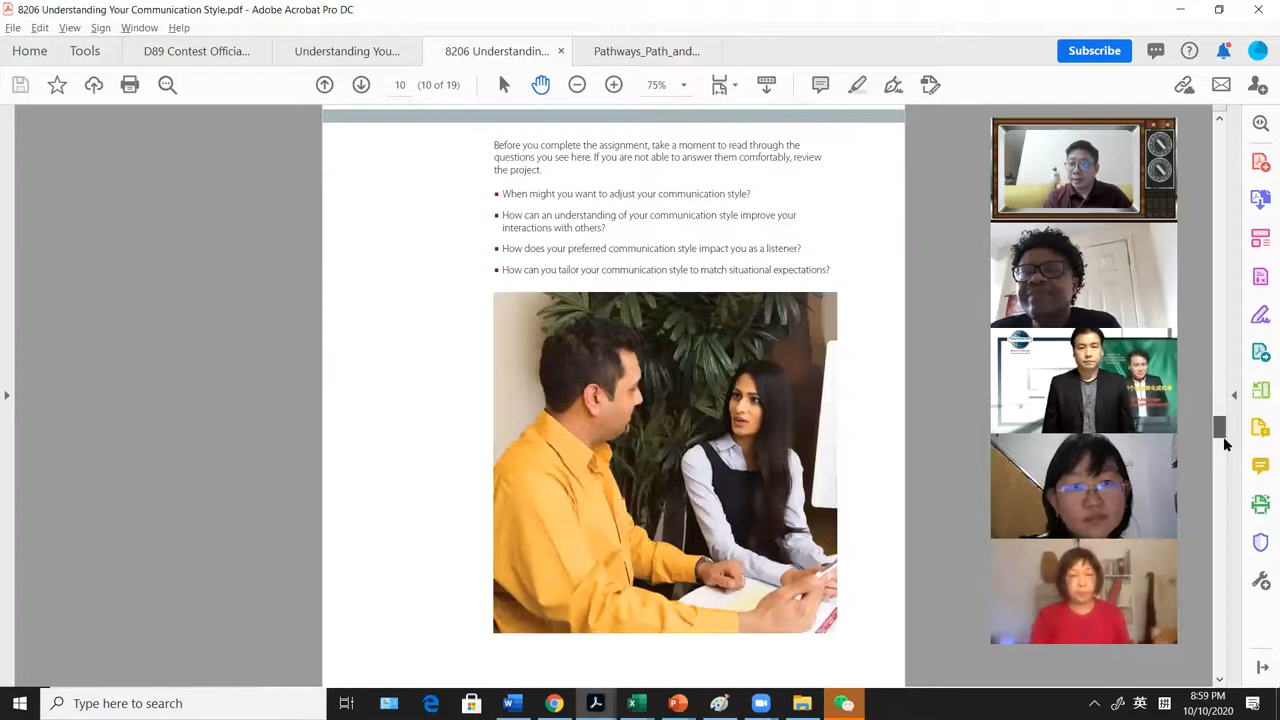 8206 Understanding Your Communication Style.pdf - Adobe Acrobat Pro DC
File Edit View Sign Window Help
Home Tools D89 Contest Officia... Understanding You... 8206 Understandin... × Pathways_Path_and... Subscribe
10 (10 of 19) 75%
Before you complete the assignment, take a moment to read through the
questions you see here. If you are not able to answer them comfortably, review
the project.
▪ When might you want to adjust your communication style?
▪ How can an understanding of your communication style improve your
interactions with others?
▪ How does your preferred communication style impact you as a listener?
▪ How can you tailor your communication style to match situational expectations?
Type here to search
英
拼
8:59 PM
10/10/2020